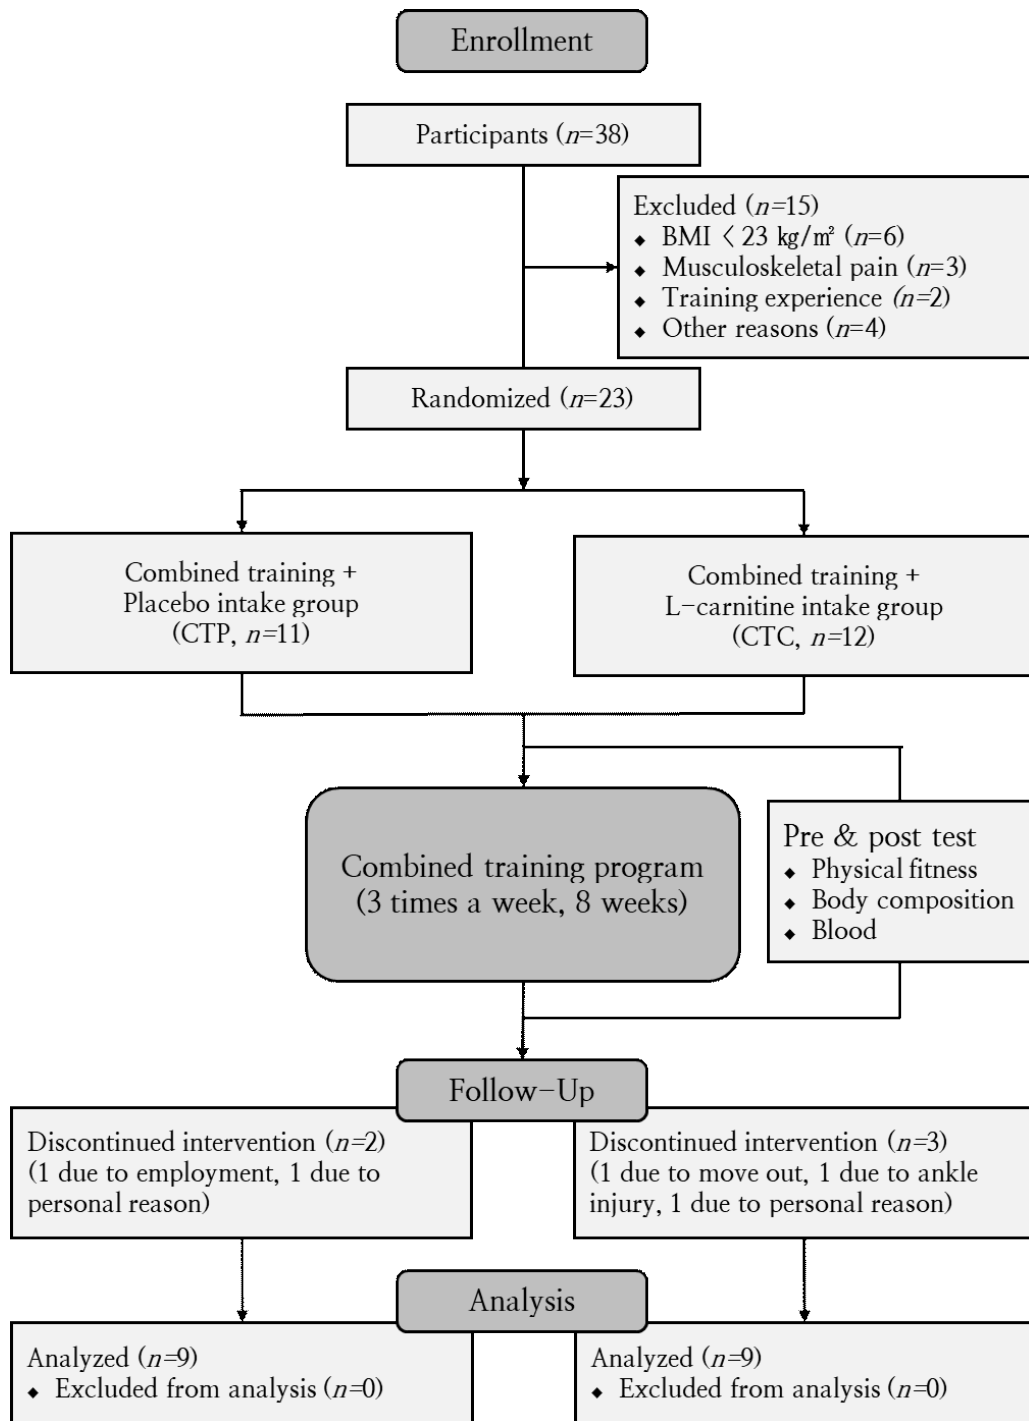 Enrollment
Participants (n=38)
Excluded (n=15)
◆ BMI < 23 ㎏/㎡ (n=6)
◆ Musculoskeletal pain (n=3)
◆ Training experience (n=2)
◆ Other reasons (n=4)
Randomized (n=23)
Combined training +
Placebo intake group
(CTP, n=11)
Combined training +
L-carnitine intake group
(CTC, n=12)
Combined training program
(3 times a week, 8 weeks)
Pre & post test
◆ Physical fitness
◆ Body composition
◆ Blood
Follow-Up
Discontinued intervention (n=2)
(1 due to employment, 1 due to
personal reason)
Discontinued intervention (n=3)
(1 due to move out, 1 due to ankle
injury, 1 due to personal reason)
Analysis
Analyzed (n=9)
◆ Excluded from analysis (n=0)
Analyzed (n=9)
◆ Excluded from analysis (n=0)